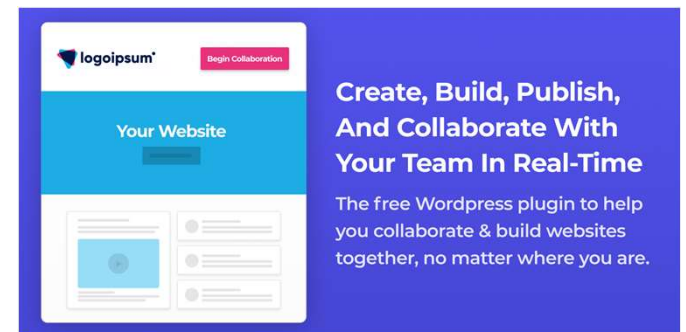 logoipsum
Begin Collaboration
Your Website
Create, Build, Publish,
And Collaborate With
Your Team In Real-Time
The free Wordpress plugin to help
you collaborate & build websites
together, no matter where you are.